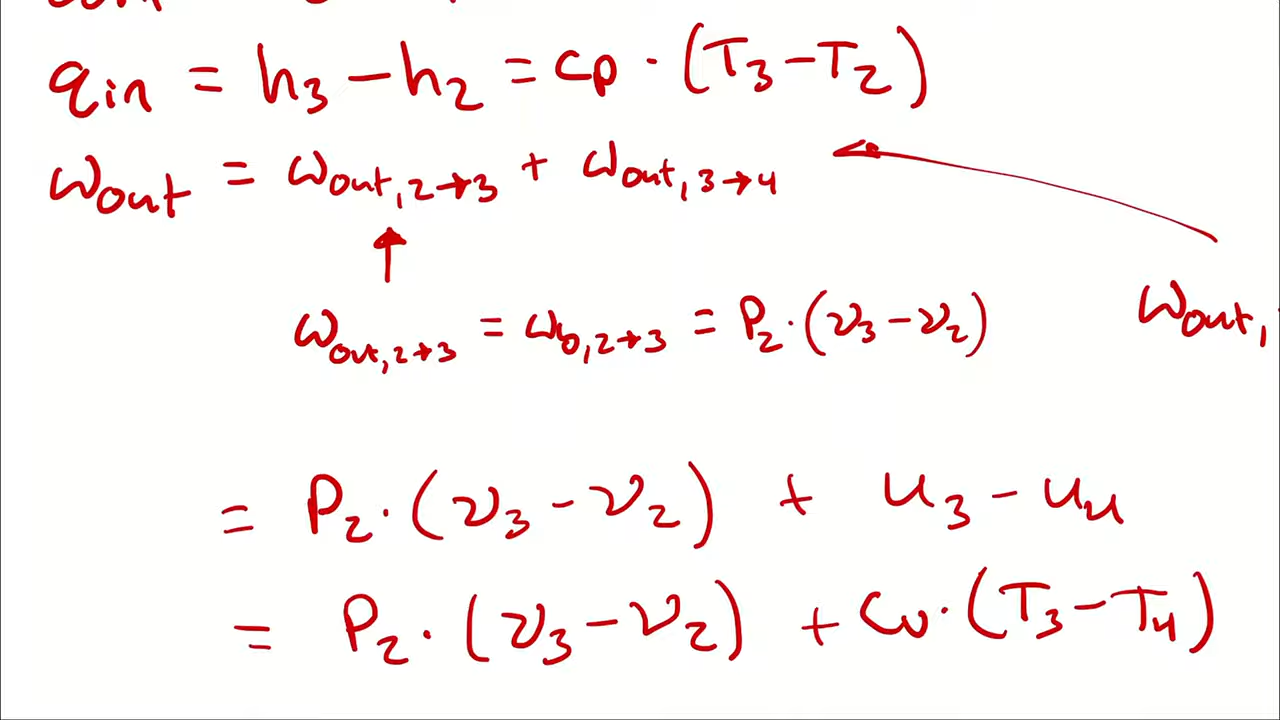 qin = h3 – h2 = cp · (T3 – T2)
wout = wout,2→3 + wout,3→4
wout,2→3 = wb,2→3 = P2 · (v3 – v2)
wout,
= P2 · (v3 – v2) + u3 – u4
= P2 · (v3 – v2) + cv · (T3 – T4)